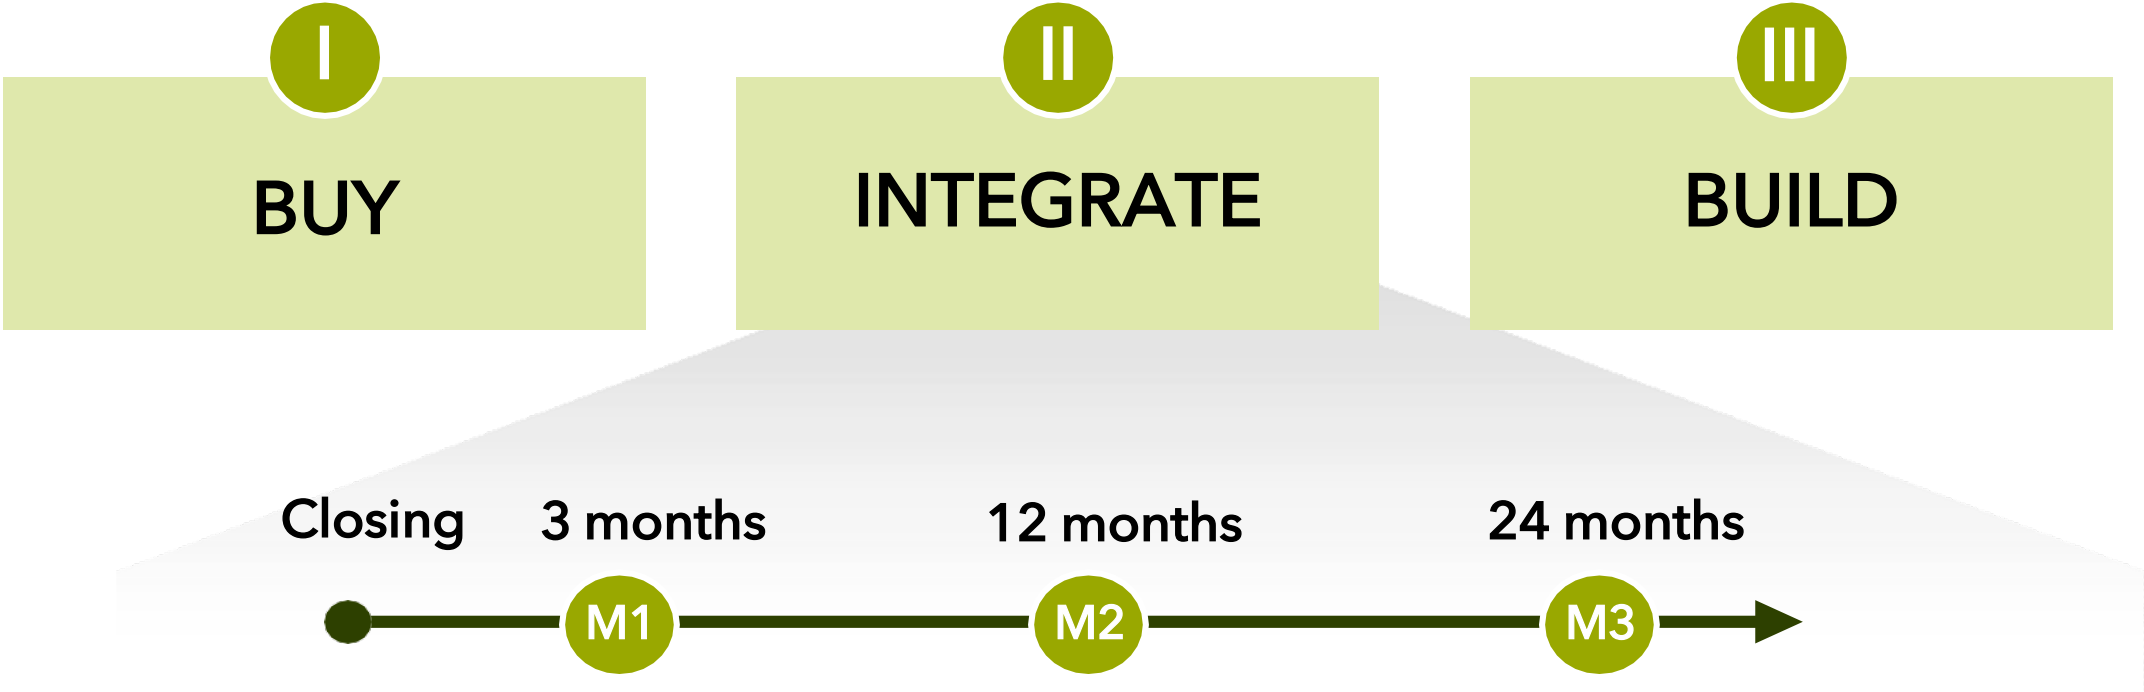 I
II
III
BUY
INTEGRATE
BUILD
Closing
3 months
12 months
24 months
M1
M2
M3